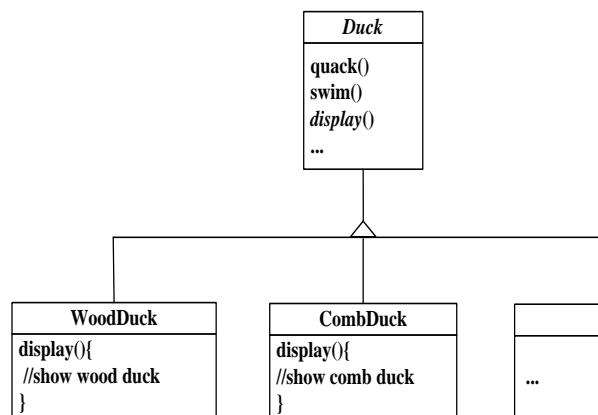 Duck
quack()
swim()
display()
...
WoodDuck
display(){
//show wood duck
}
CombDuck
display(){
//show comb duck
}
...